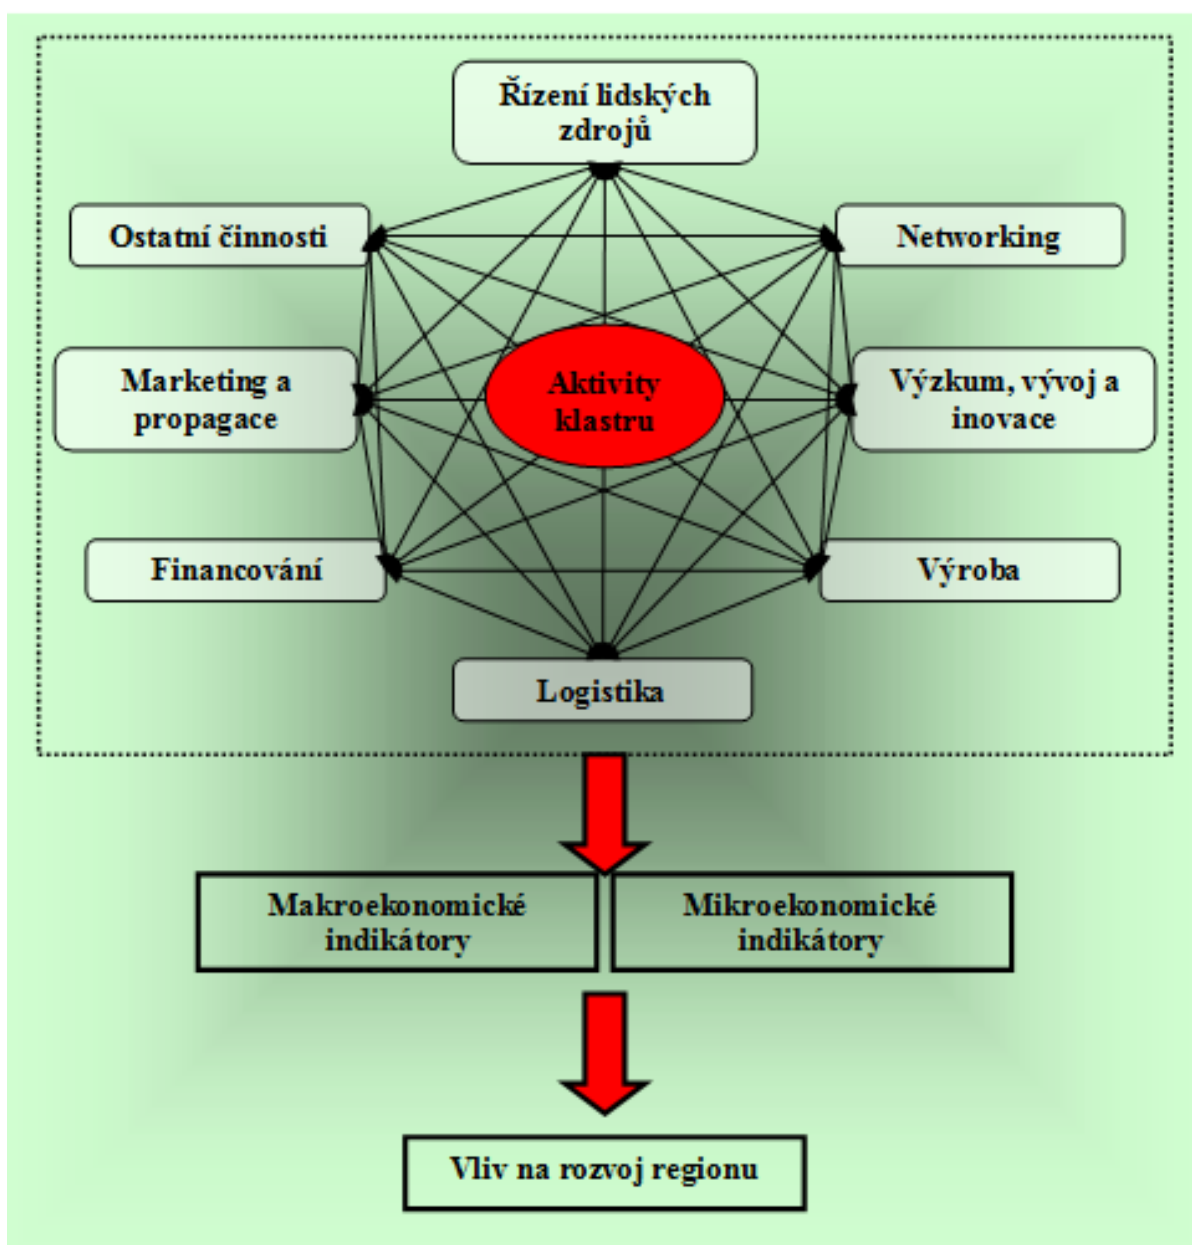 Řízení lidských
zdrojů
Ostatní činnosti
Networking
Marketing a
propagace
Aktivity
klastru
Výzkum, vývoj a
inovace
Financování
Výroba
Logistika
Makroekonomické
indikátory
Mikroekonomické
indikátory
Vliv na rozvoj regionu